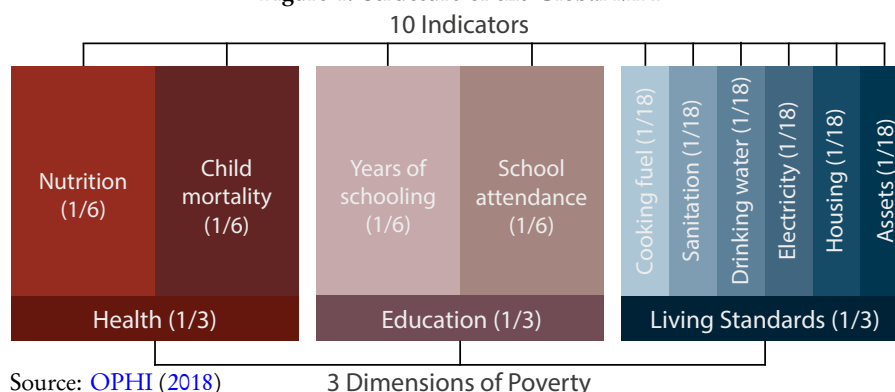 10 Indicators
Nutrition
(1/6)
Child
mortality
(1/6)
Years of
schooling
(1/6)
School
attendance
(1/6)
Cooking fuel (1/18)
Sanitation (1/18)
Drinking water (1/18)
Electricity (1/18)
Housing (1/18)
Assets (1/18)
Health (1/3)
Education (1/3)
Living Standards (1/3)
Source: OPHI (2018)
3 Dimensions of Poverty